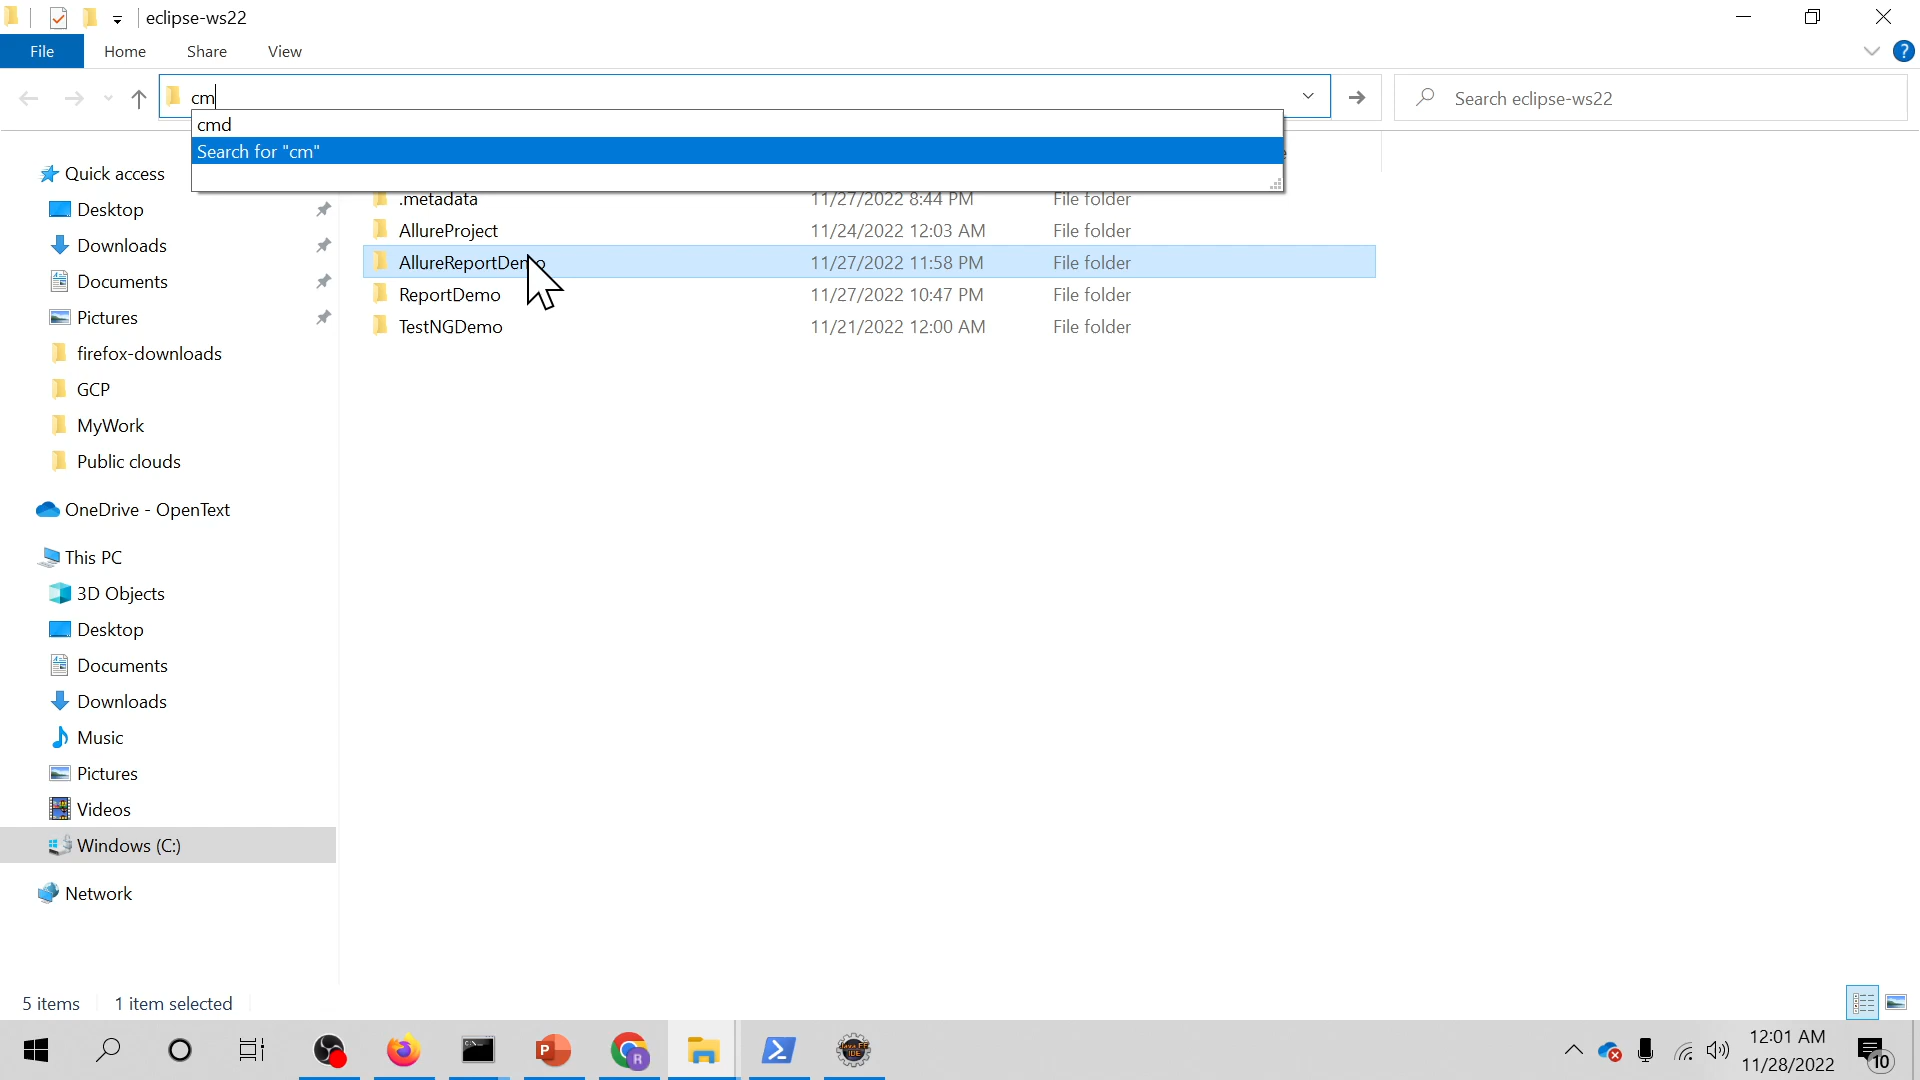 eclipse-ws22
File Home Share View
cm
Search eclipse-ws22
cmd
Search for "cm"
Quick access
Desktop
Downloads
Documents
Pictures
firefox-downloads
GCP
MyWork
Public clouds
OneDrive - OpenText
This PC
3D Objects
Desktop
Documents
Downloads
Music
Pictures
Videos
Windows (C:)
Network
.metadata 11/27/2022 8:44 PM File folder
AllureProject 11/24/2022 12:03 AM File folder
AllureReportDemo 11/27/2022 11:58 PM File folder
ReportDemo 11/27/2022 10:47 PM File folder
TestNGDemo 11/21/2022 12:00 AM File folder
5 items 1 item selected
12:01 AM
11/28/2022
10